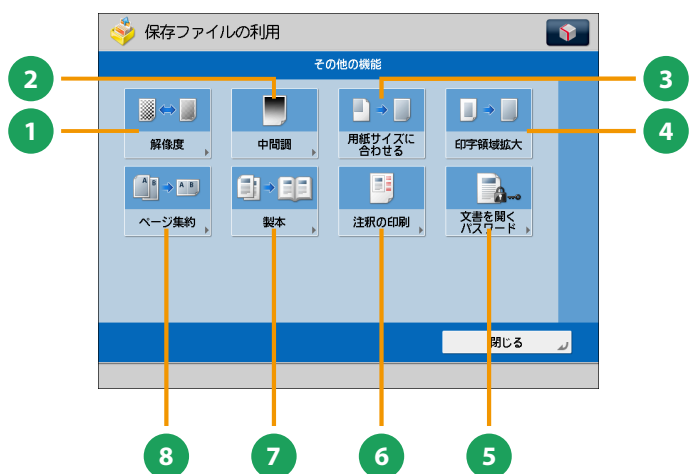 保存ファイルの利用
その他の機能
2
3
1
4
解像度
中間調
用紙サイズに
合わせる
印字領域拡大
A B
A B
ページ集約
製本
注釈の印刷
文書を開く
パスワード
閉じる
8
7
6
5